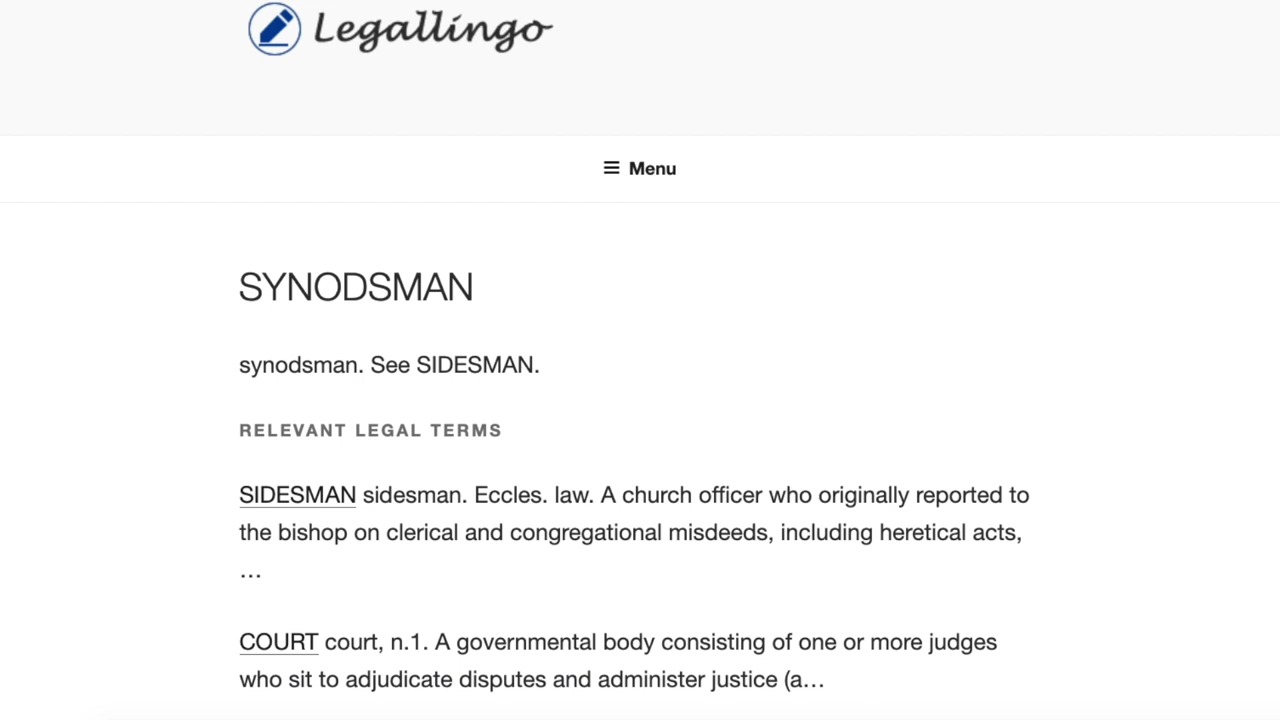 Legallingo
Menu
SYNODSMAN
synodsman. See SIDESMAN.
RELEVANT LEGAL TERMS
SIDESMAN sidesman. Eccles. law. A church officer who originally reported to
the bishop on clerical and congregational misdeeds, including heretical acts,
…
COURT court, n.1. A governmental body consisting of one or more judges
who sit to adjudicate disputes and administer justice (a…